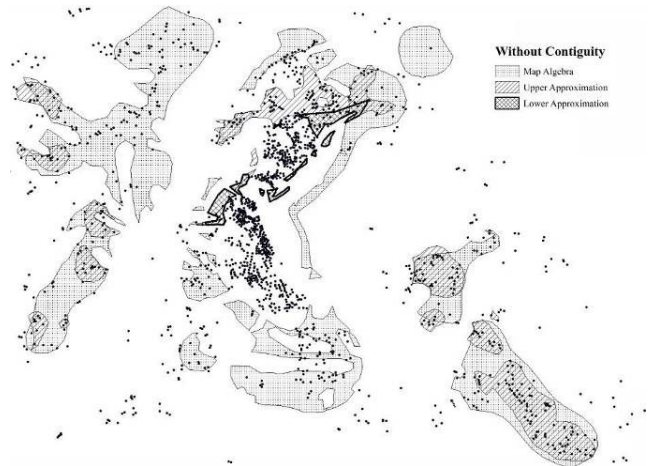 Without Contiguity
Map Algebra
Upper Approximation
Lower Approximation